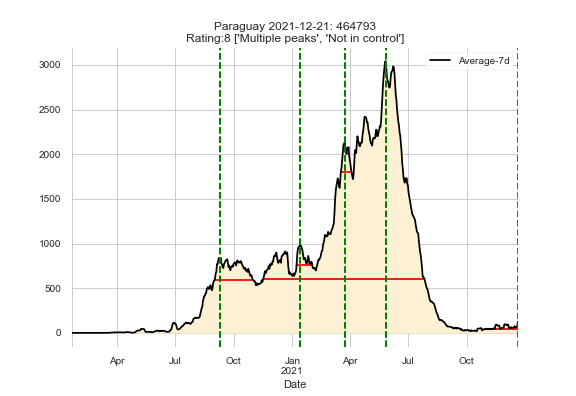 Paraguay 2021-12-21: 464793
Rating:8 ['Multiple peaks', 'Not in control']
Average-7d
3000
2500
2000
1500
1000
500
0
Apr Jul Oct Jan Apr Jul Oct
2021
Date